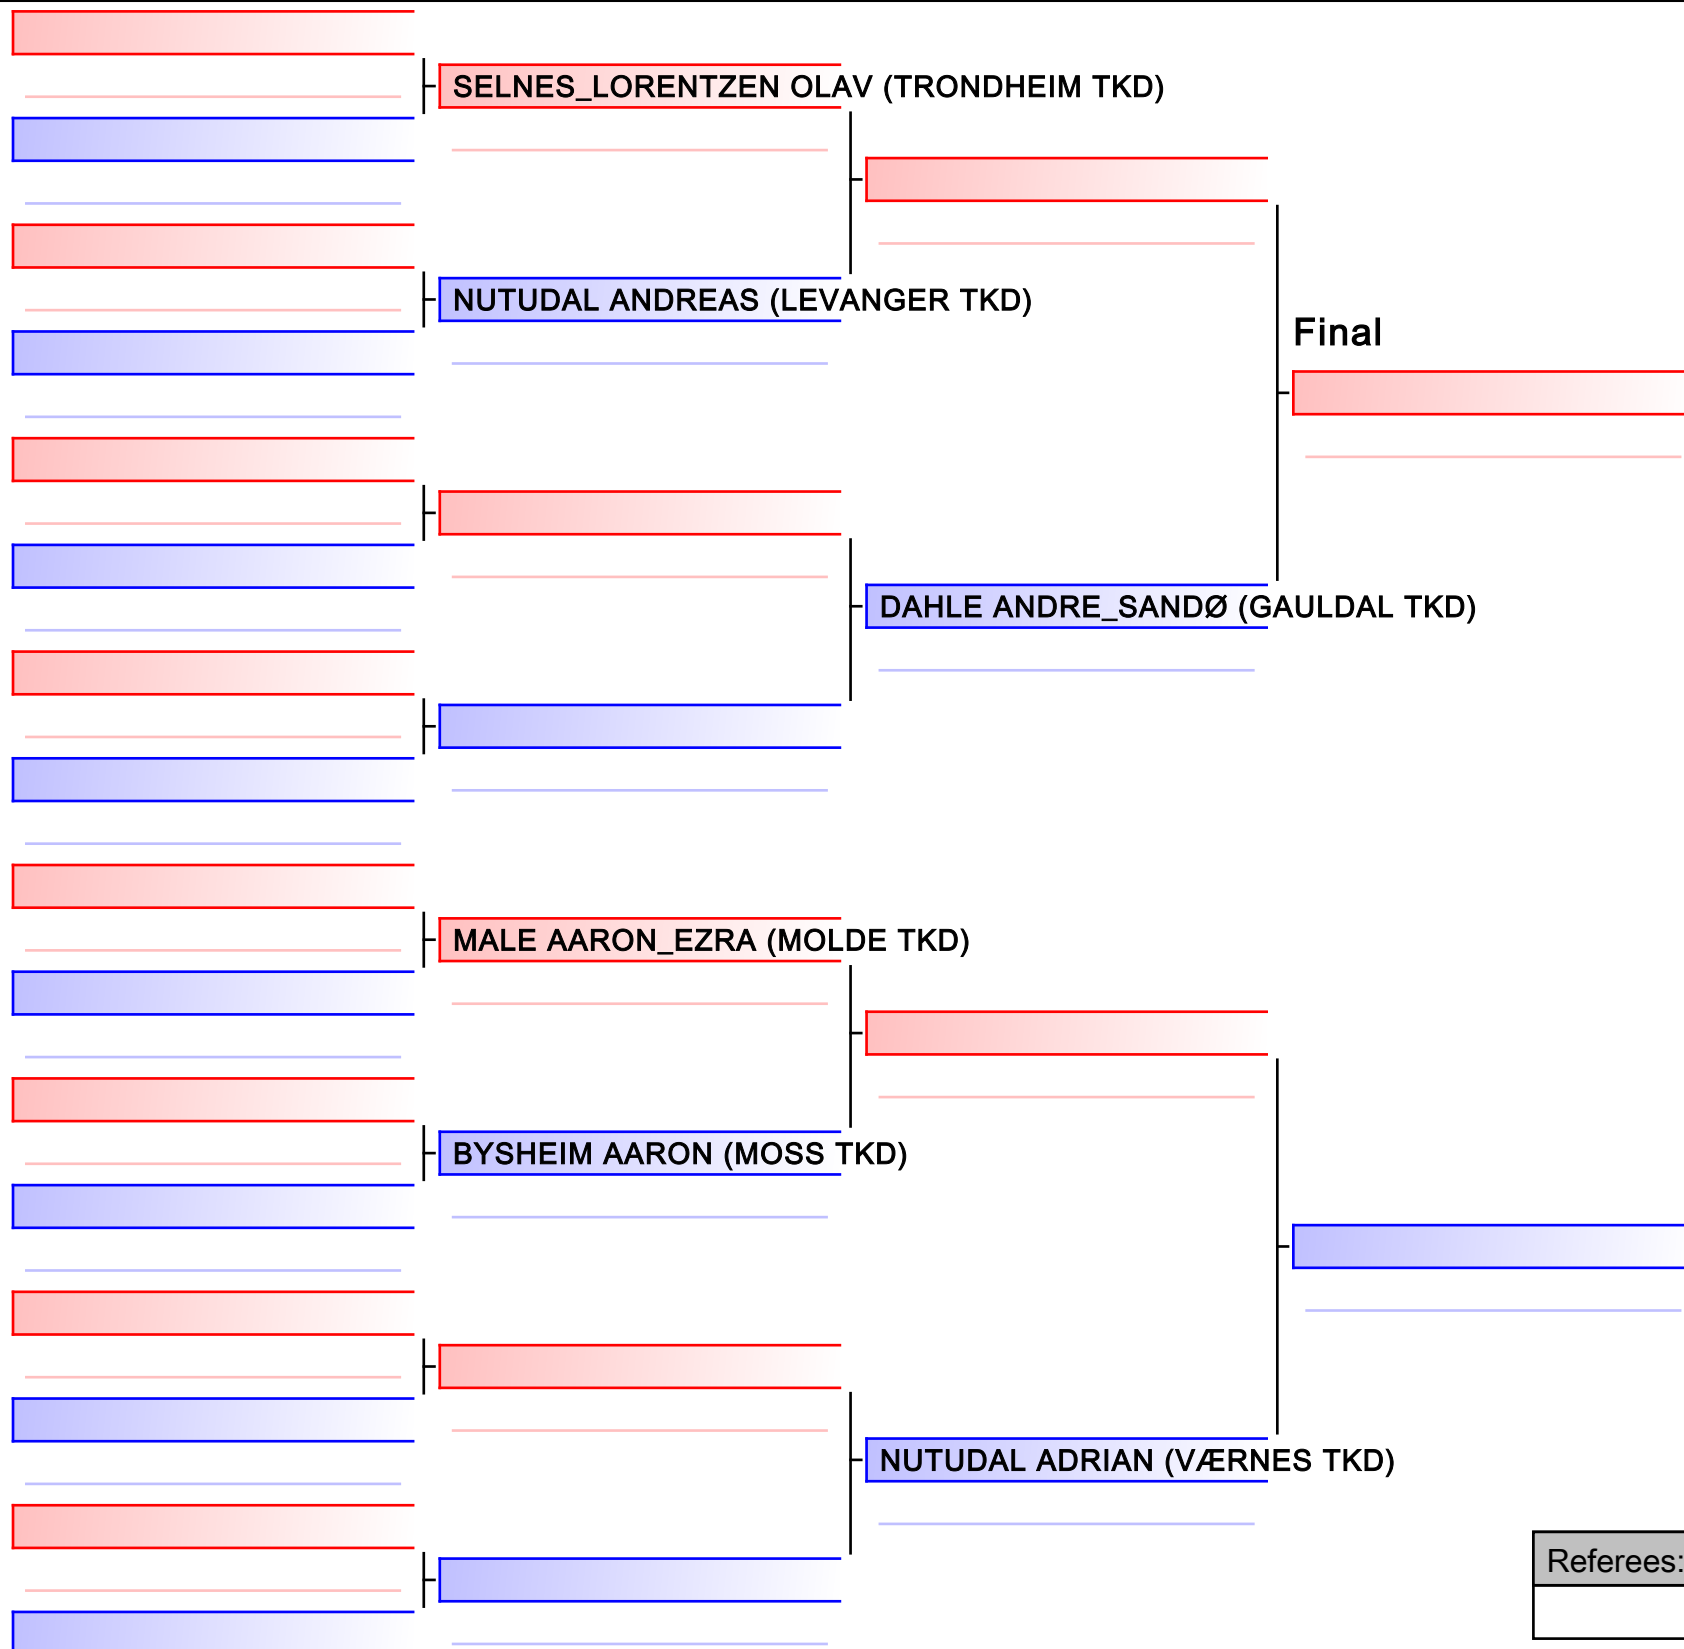 SELNES_LORENTZEN OLAV (TRONDHEIM TKD)
NUTUDAL ANDREAS (LEVANGER TKD)
Final
DAHLE ANDRE_SANDØ (GAULDAL TKD)
MALE AARON_EZRA (MOLDE TKD)
BYSHEIM AARON (MOSS TKD)
NUTUDAL ADRIAN (VÆRNES TKD)
Referees: